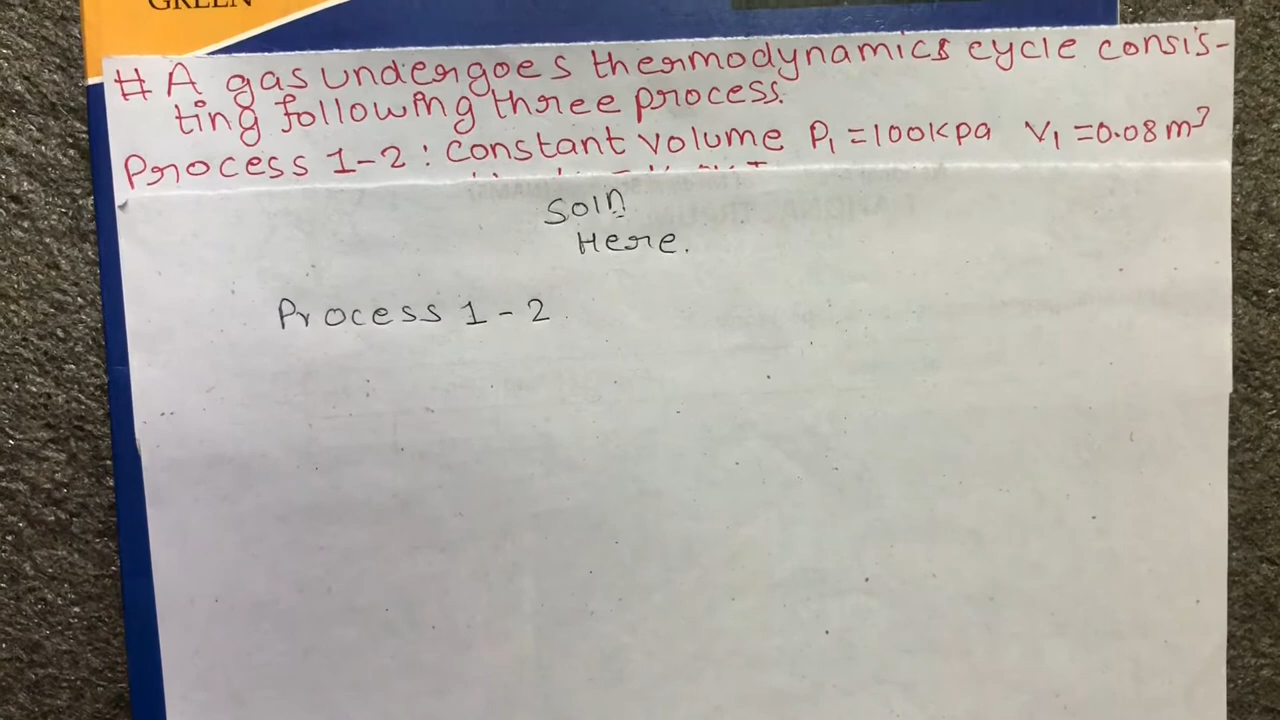 GREEN
# A gas undergoes thermodynamics cycle consis-
ting following three process.
Process 1-2 : constant volume P₁ =100kpa V₁ =0.08 m³
Soln
Here.
Process 1-2.